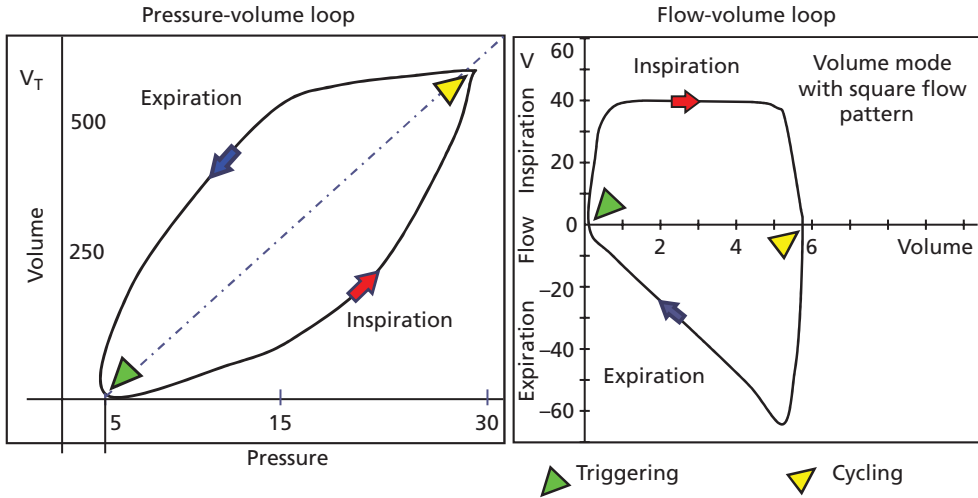 Pressure-volume loop
V_T
500
250
Volume
Expiration
Inspiration
5
15
30
Pressure
Flow-volume loop
V
60
40
20
0
−20
−40
−60
Inspiration
Flow
Expiration
Inspiration
Volume mode
with square flow
pattern
2
4
6
Volume
Expiration
Triggering
Cycling